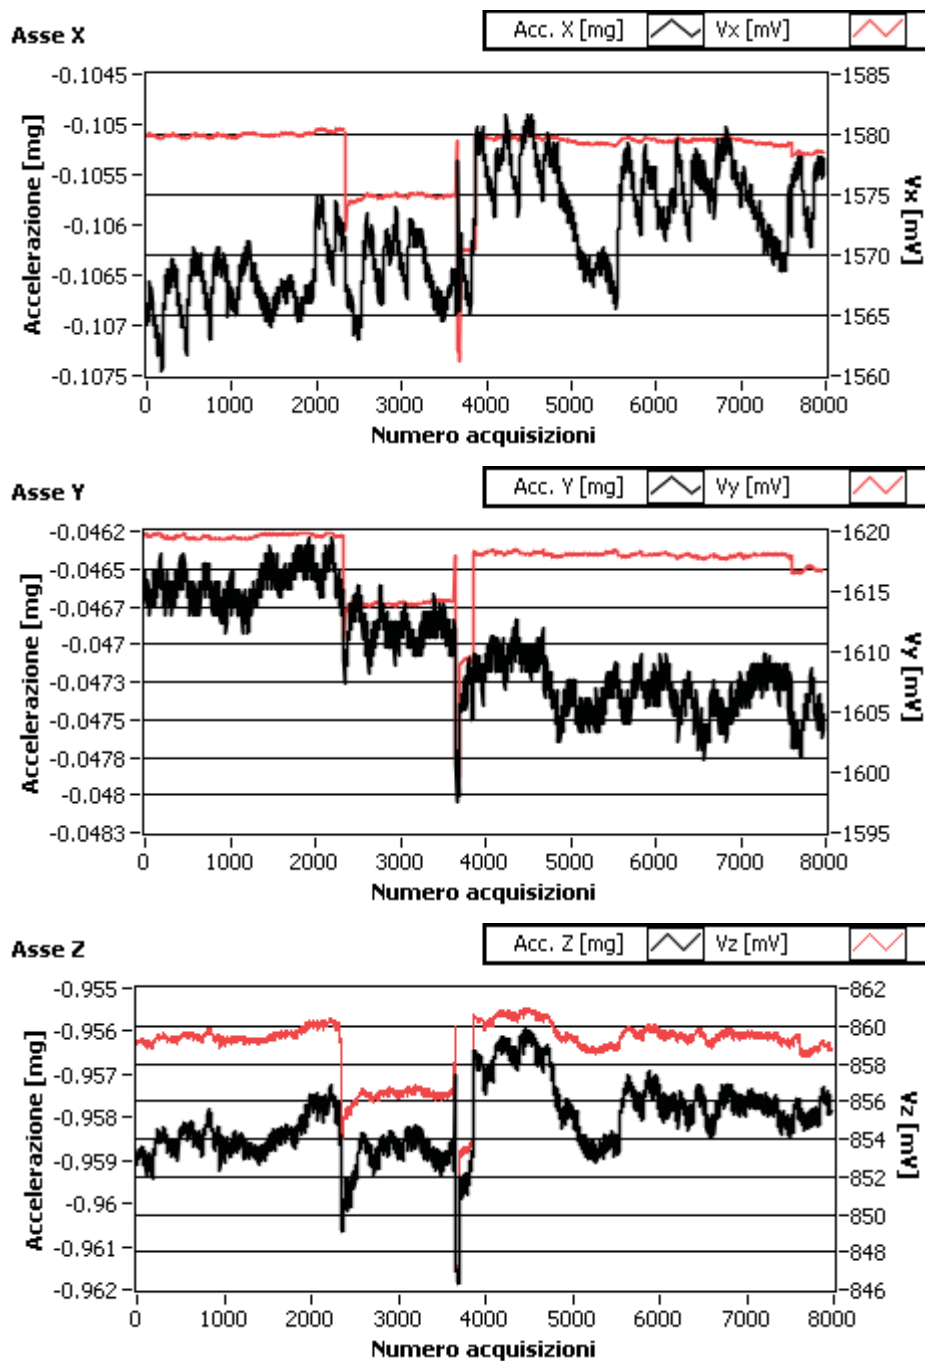 Asse X
Acc. X [mg] Vx [mV]
-0.1045 1585
-0.105 1580
-0.1055 1575
-0.106 1570
-0.1065 1565
-0.107 1560
-0.1075
Accelerazione [mg]
Vx [mV]
0 1000 2000 3000 4000 5000 6000 7000 8000
Numero acquisizioni
Asse Y
Acc. Y [mg] Vy [mV]
-0.0462 1620
-0.0465 1615
-0.0467 1610
-0.047 1605
-0.0473 1600
-0.0475 1595
-0.0478
-0.048
-0.0483
Accelerazione [mg]
Vy [mV]
0 1000 2000 3000 4000 5000 6000 7000 8000
Numero acquisizioni
Asse Z
Acc. Z [mg] Vz [mV]
-0.955 862
-0.956 860
-0.957 858
-0.958 856
-0.959 854
-0.96 852
-0.961 850
-0.962 848
846
Accelerazione [mg]
Vz [mV]
0 1000 2000 3000 4000 5000 6000 7000 8000
Numero acquisizioni